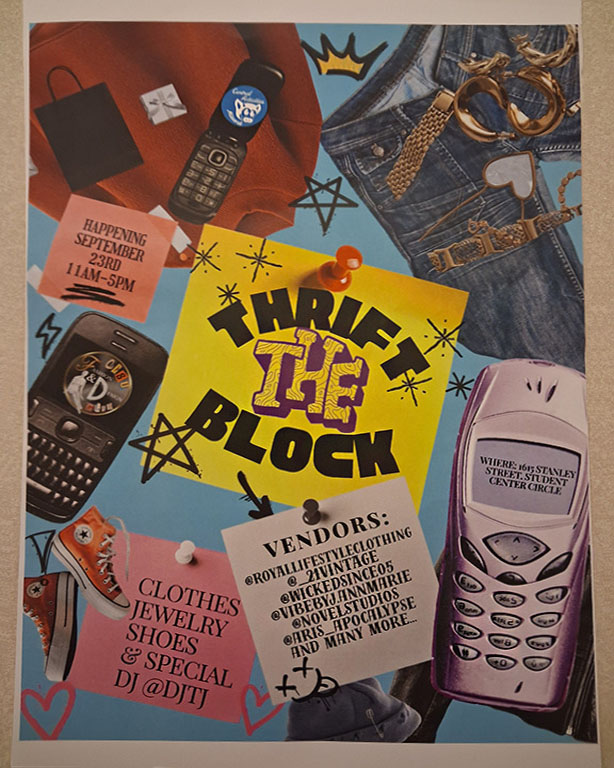 HAPPENING
SEPTEMBER
23RD
11AM-5PM
THRIFT
THE
BLOCK
WHERE: 1615 STANLEY
STREET, STUDENT
CENTER CIRCLE
VENDORS:
@ROYALLIFESTYLECLOTHING
@_21VINTAGE
@WICKEDSINCE05
@VIBEBYJANNMARIE
@NOVELSTUDIOS
@ARIS_APOCALYPSE
AND MANY MORE...
CLOTHES
JEWELRY
SHOES
& SPECIAL
DJ @DJTJ